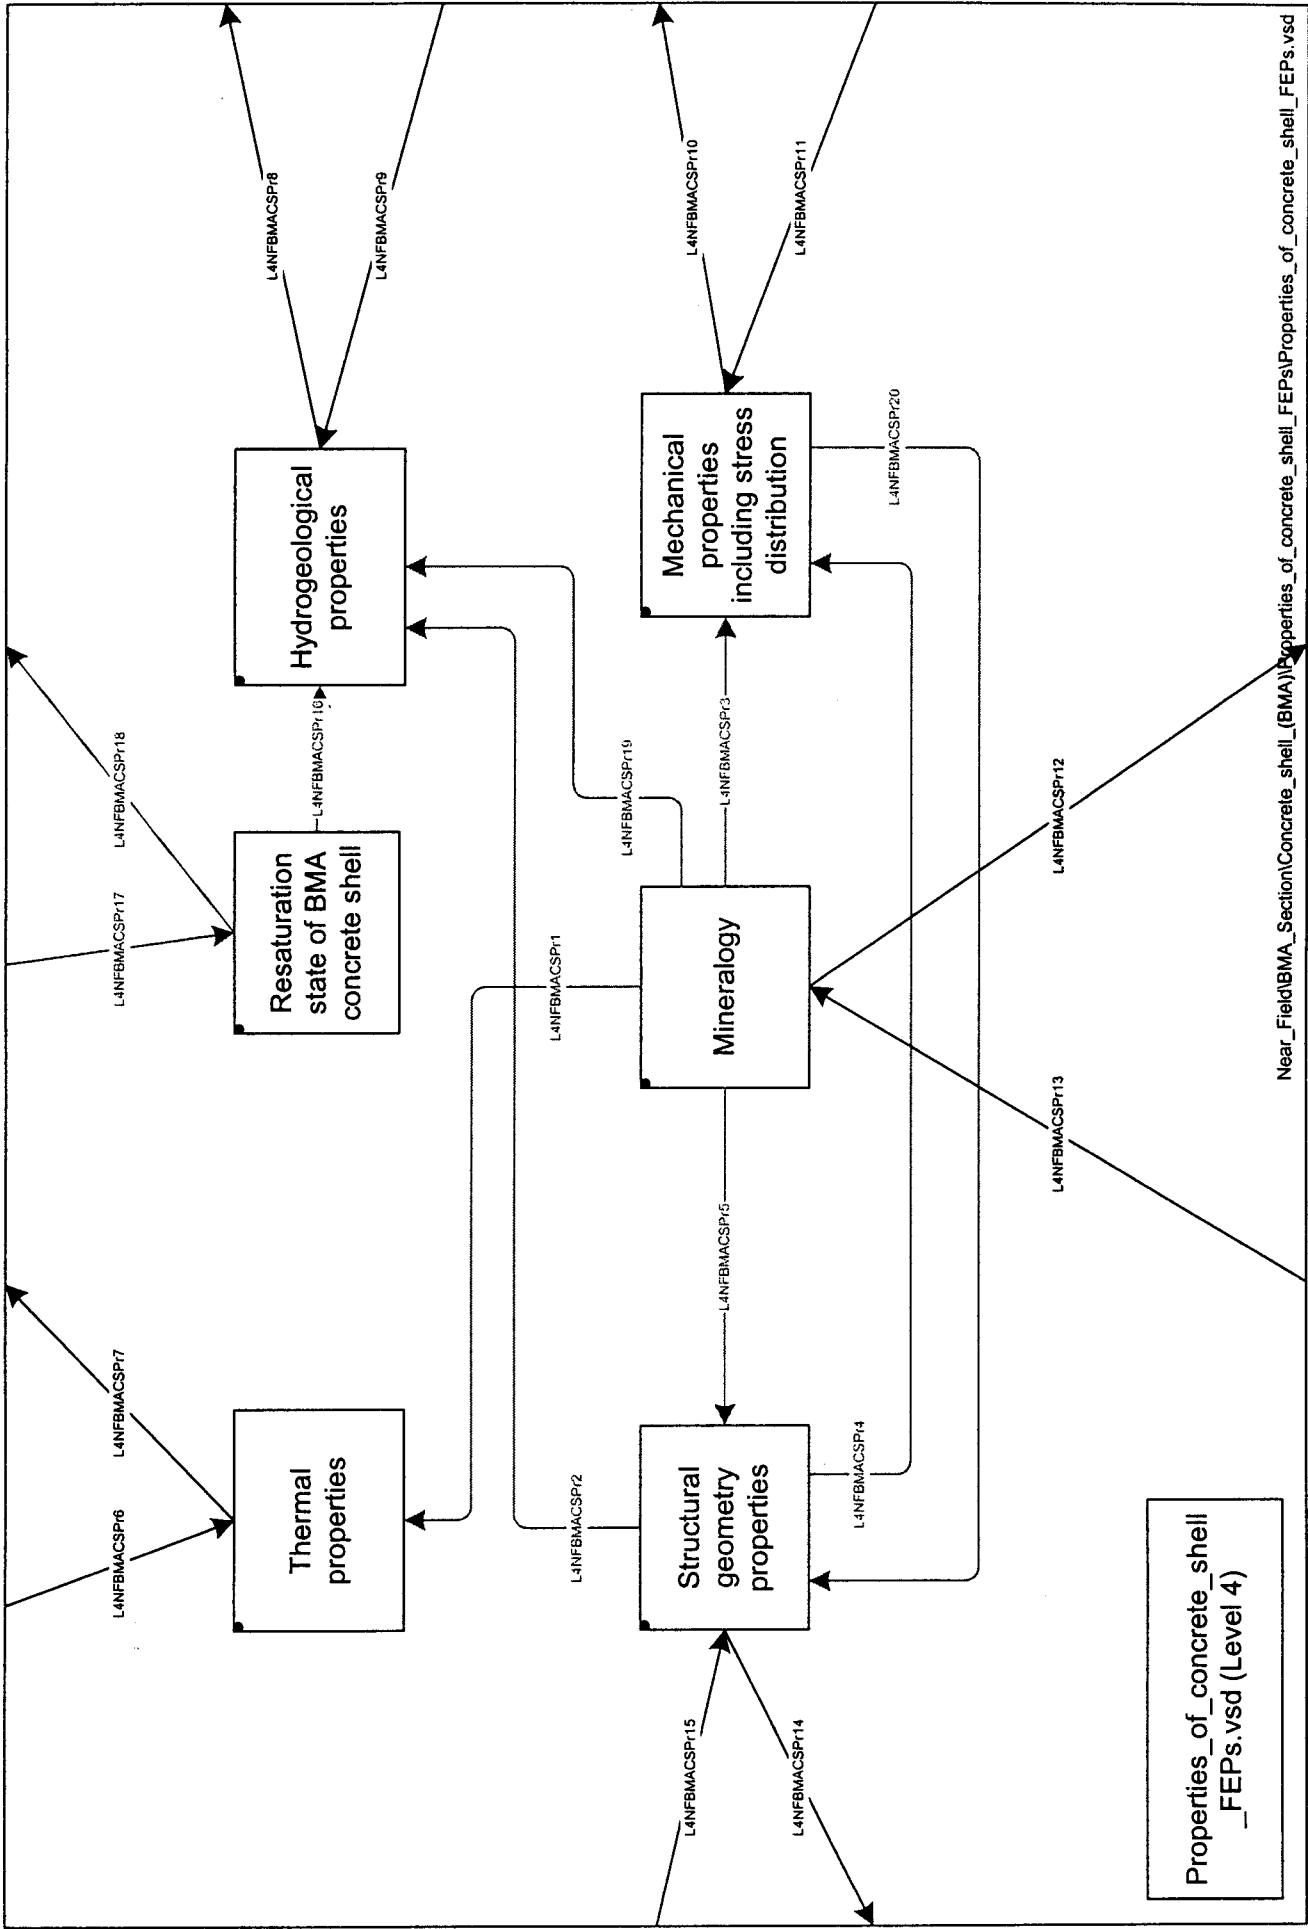 L4NFBMACSPr6
L4NFBMACSPr7
L4NFBMACSPr17
L4NFBMACSPr18
Thermal
properties
Resaturation
state of BMA
concrete shell
L4NFBMACSPr16
Hydrogeological
properties
L4NFBMACSPr8
L4NFBMACSPr9
L4NFBMACSPr1
L4NFBMACSPr2
L4NFBMACSPr19
L4NFBMACSPr15
L4NFBMACSPr14
Structural
geometry
properties
L4NFBMACSPr5
Mineralogy
L4NFBMACSPr3
Mechanical
properties
including stress
distribution
L4NFBMACSPr10
L4NFBMACSPr11
L4NFBMACSPr4
L4NFBMACSPr20
L4NFBMACSPr13
L4NFBMACSPr12
Properties_of_concrete_shell
_FEPs.vsd (Level 4)
Near_Field\BMA_Section\Concrete_shell_(BMA)\Properties_of_concrete_shell_FEPs\Properties_of_concrete_shell_FEPs.vsd